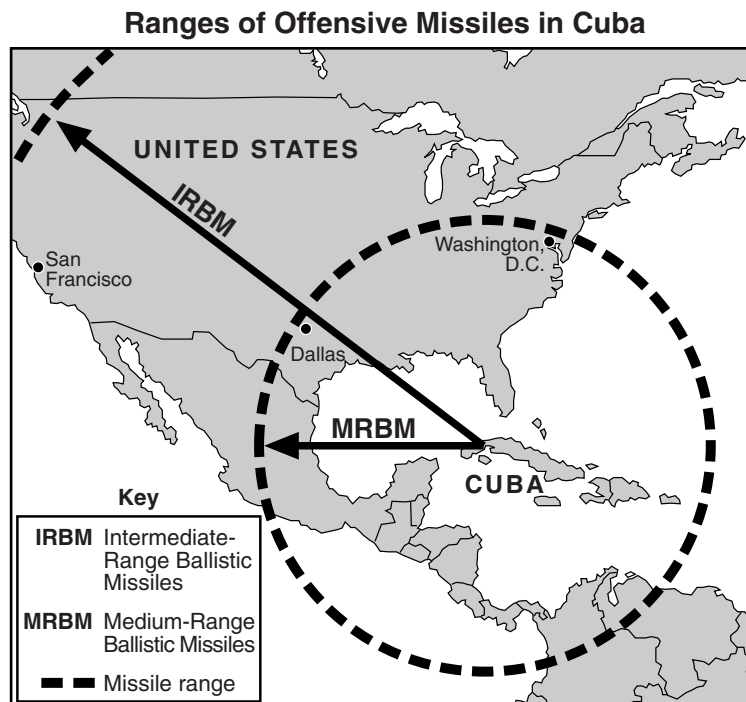 Ranges of Offensive Missiles in Cuba
UNITED STATES
IRBM
Washington,
D.C.
San
Francisco
Dallas
MRBM
CUBA
Key
IRBM Intermediate-
Range Ballistic
Missiles
MRBM Medium-Range
Ballistic Missiles
Missile range